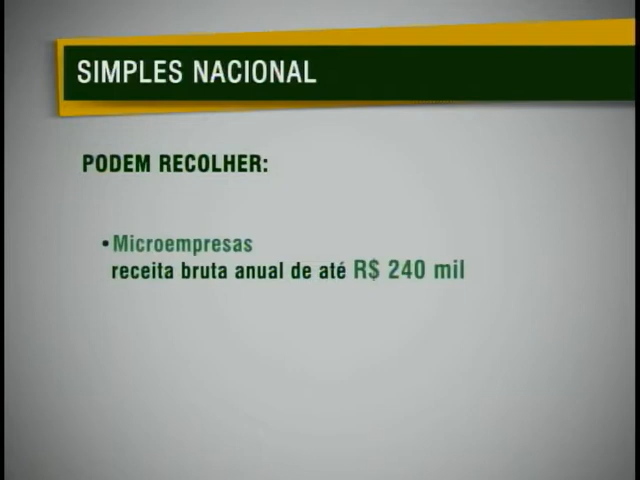 SIMPLES NACIONAL
PODEM RECOLHER:
•Microempresas
receita bruta anual de até R$ 240 mil